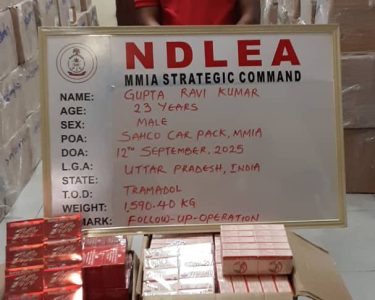 NDLEA
MMIA STRATEGIC COMMAND
NAME: GUPTA RAVI KUMAR
AGE: 23 YEARS
SEX: MALE
POA: SAHCO CAR PACK, MMIA
DOA: 12TH SEPTEMBER, 2025
L.G.A: UTTAR PRADESH, INDIA
STATE:
T.O.D: TRAMADOL
WEIGHT: 1,590.40 KG
MARK: FOLLOW-UP-OPERATION